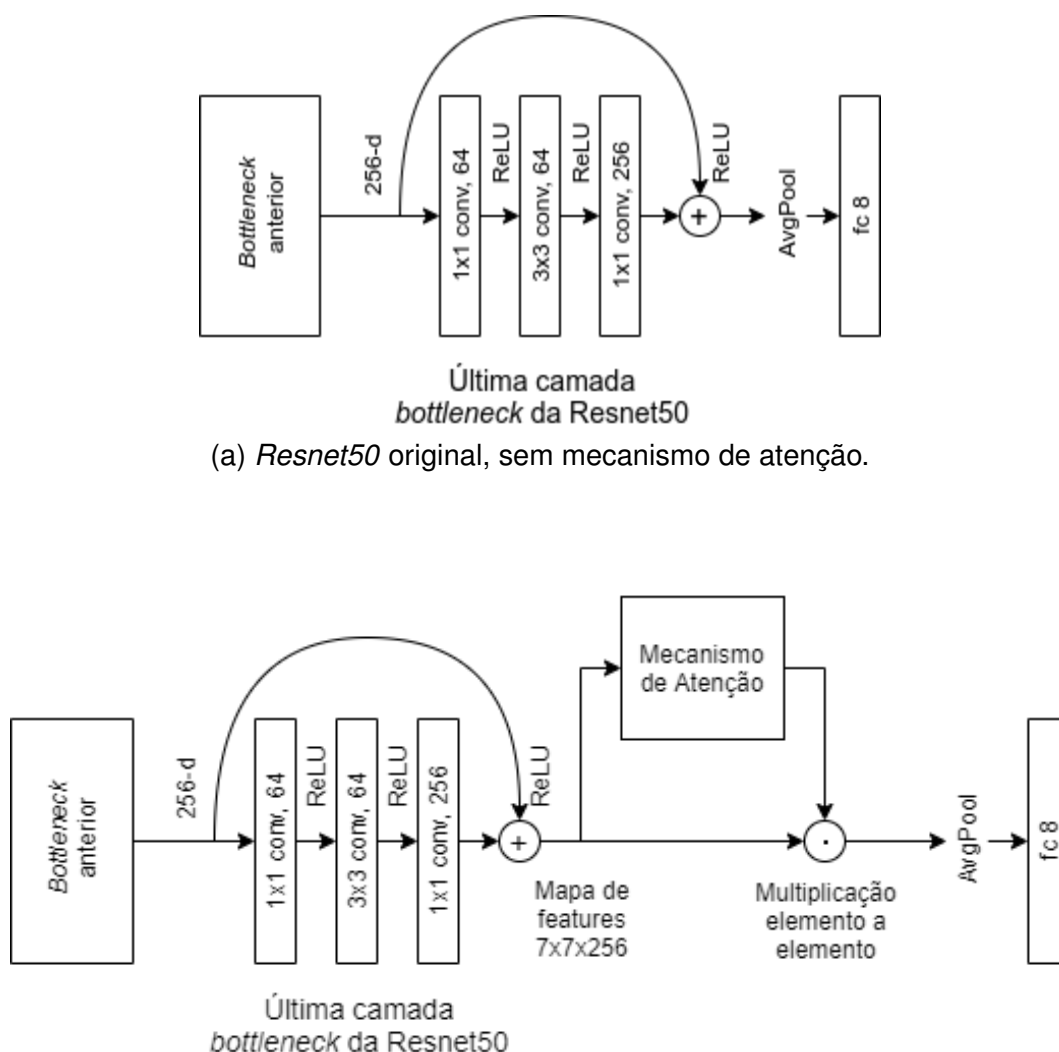 Bottleneck
anterior
256-d
1x1 conv, 64
ReLU
3x3 conv, 64
ReLU
1x1 conv, 256
+
ReLU
AvgPool
fc 8
Última camada
bottleneck da Resnet50
(a) Resnet50 original, sem mecanismo de atenção.
Mecanismo
de Atenção
Bottleneck
anterior
256-d
1x1 conv, 64
ReLU
3x3 conv, 64
ReLU
1x1 conv, 256
+
ReLU
·
AvgPool
fc 8
Mapa de
features
7x7x256
Multiplicação
elemento a
elemento
Última camada
bottleneck da Resnet50